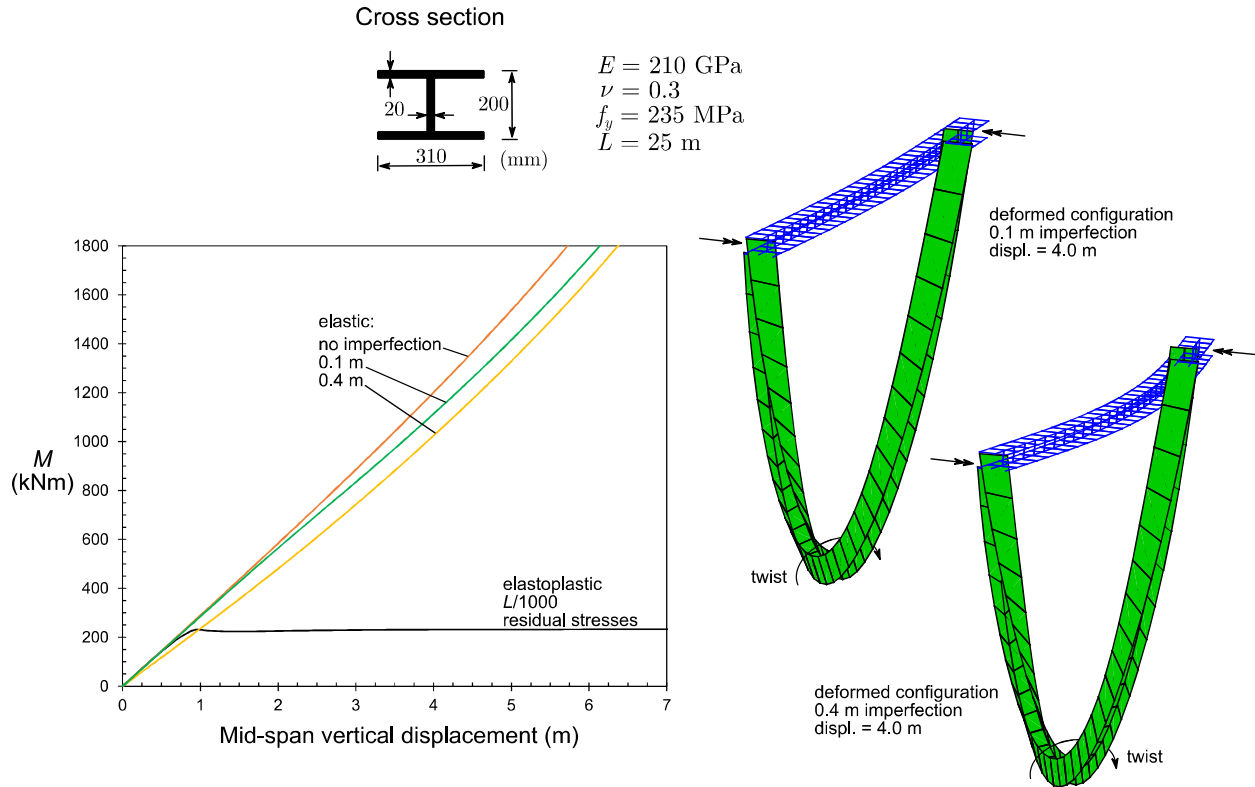 Cross section
20
200
310
(mm)
E = 210 GPa
ν = 0.3
f_y = 235 MPa
L = 25 m
deformed configuration
0.1 m imperfection
displ. = 4.0 m
twist
1800
1600
1400
1200
1000
800
600
400
200
0
M
(kNm)
elastic:
no imperfection
0.1 m
0.4 m
elastoplastic
L/1000
residual stresses
0 1 2 3 4 5 6 7
Mid-span vertical displacement (m)
deformed configuration
0.4 m imperfection
displ. = 4.0 m
twist